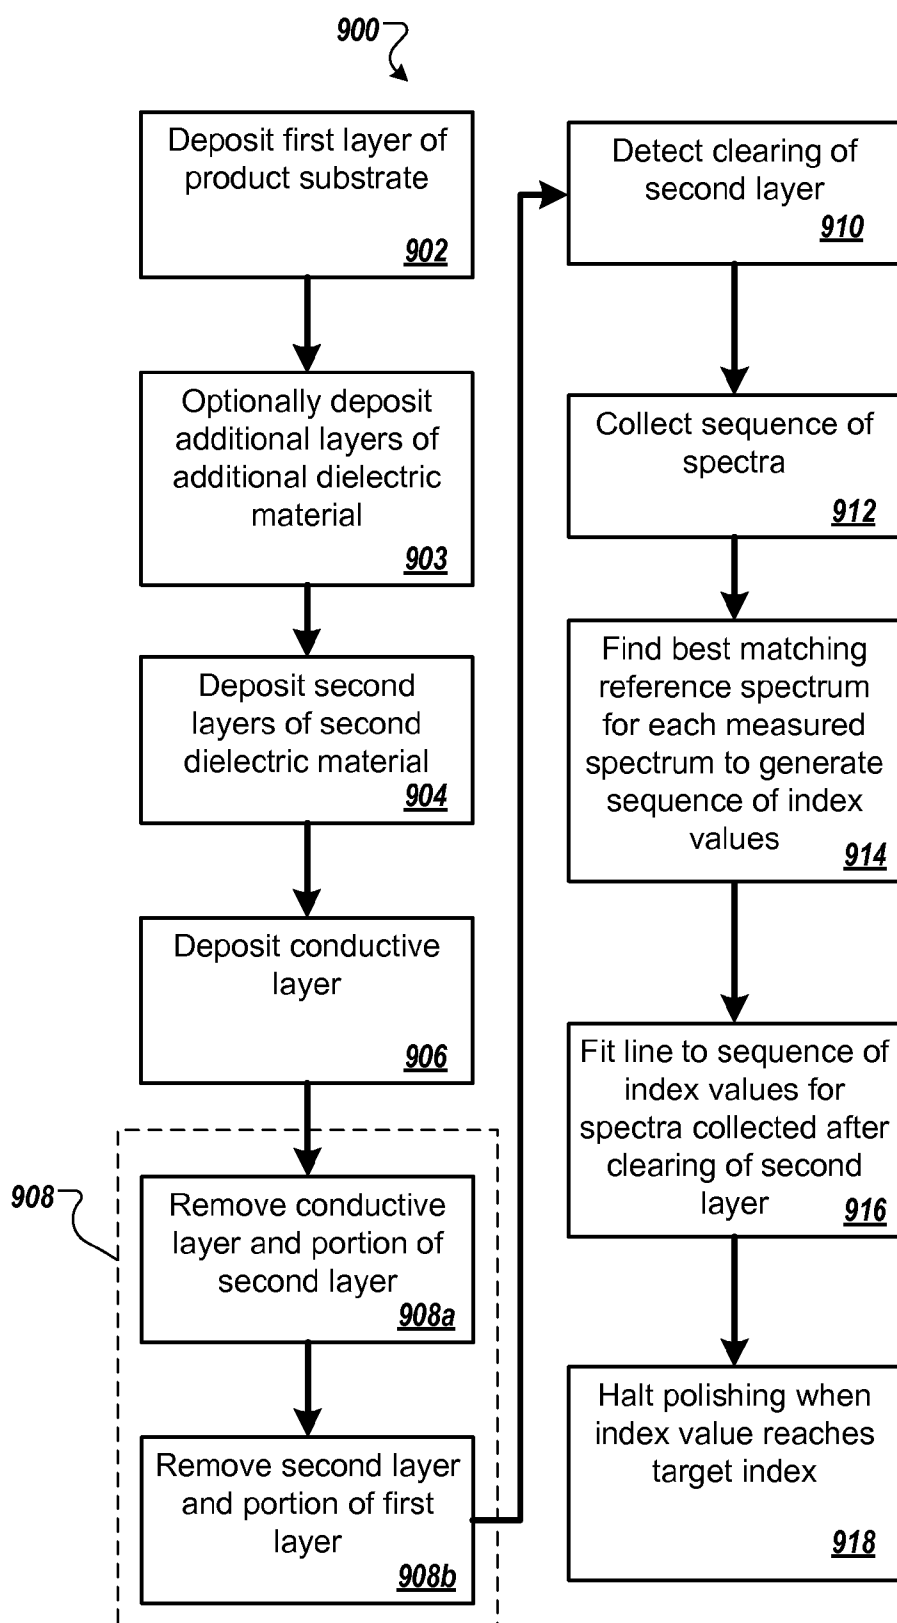 900
Deposit first layer of
product substrate
902
Optionally deposit
additional layers of
additional dielectric
material
903
Deposit second
layers of second
dielectric material
904
Deposit conductive
layer
906
908
Remove conductive
layer and portion of
second layer
908a
Remove second layer
and portion of first
layer
908b
Detect clearing of
second layer
910
Collect sequence of
spectra
912
Find best matching
reference spectrum
for each measured
spectrum to generate
sequence of index
values
914
Fit line to sequence of
index values for
spectra collected after
clearing of second
layer
916
Halt polishing when
index value reaches
target index
918